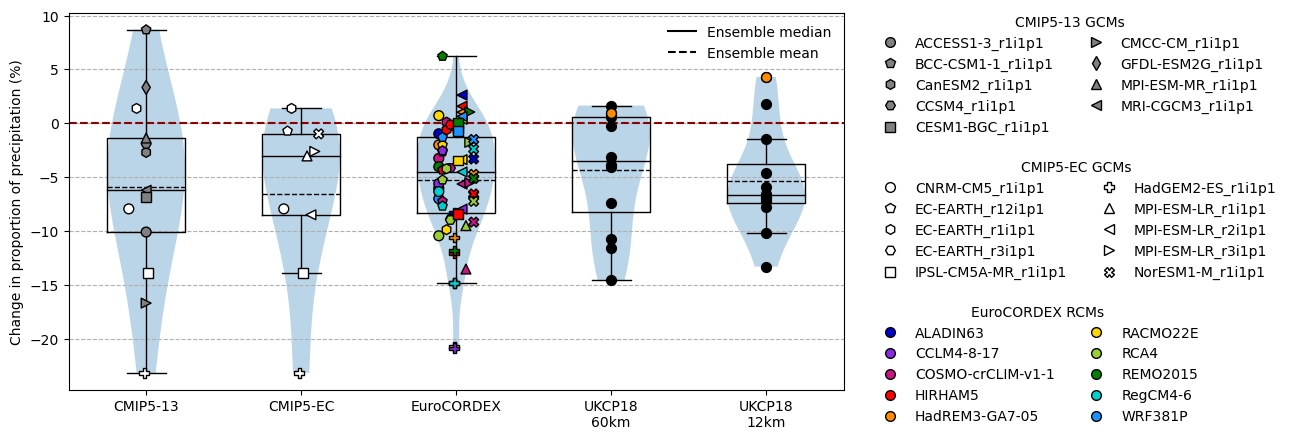 Change in proportion of precipitation (%)
10
5
0
−5
−10
−15
−20
Ensemble median
Ensemble mean
CMIP5-13
CMIP5-EC
EuroCORDEX
UKCP18
60km
UKCP18
12km
CMIP5-13 GCMs
ACCESS1-3_r1i1p1
BCC-CSM1-1_r1i1p1
CanESM2_r1i1p1
CCSM4_r1i1p1
CESM1-BGC_r1i1p1
CMCC-CM_r1i1p1
GFDL-ESM2G_r1i1p1
MPI-ESM-MR_r1i1p1
MRI-CGCM3_r1i1p1
CMIP5-EC GCMs
CNRM-CM5_r1i1p1
EC-EARTH_r12i1p1
EC-EARTH_r1i1p1
EC-EARTH_r3i1p1
IPSL-CM5A-MR_r1i1p1
HadGEM2-ES_r1i1p1
MPI-ESM-LR_r1i1p1
MPI-ESM-LR_r2i1p1
MPI-ESM-LR_r3i1p1
NorESM1-M_r1i1p1
EuroCORDEX RCMs
ALADIN63
CCLM4-8-17
COSMO-crCLIM-v1-1
HIRHAM5
HadREM3-GA7-05
RACMO22E
RCA4
REMO2015
RegCM4-6
WRF381P